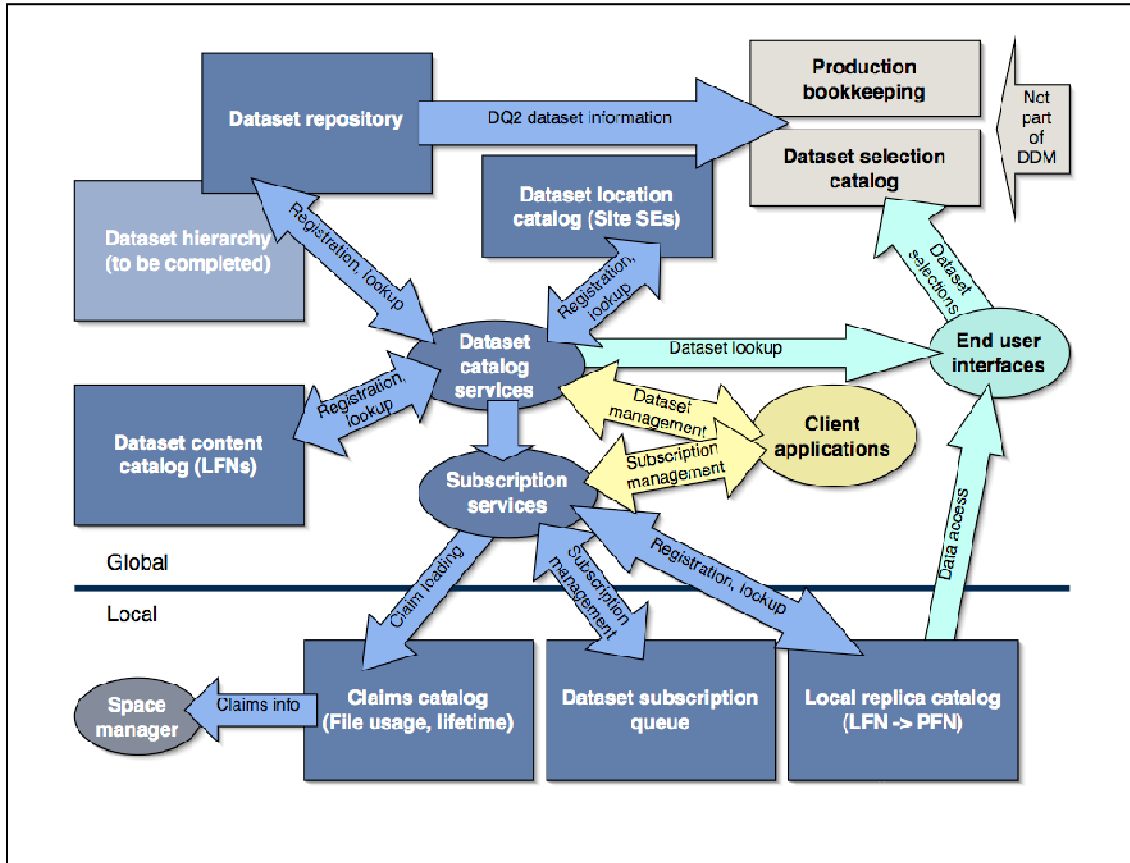 Production
bookkeeping
Dataset repository
DQ2 dataset information
Nct
part
of
DDM
Dataset selection
catalog
Dataset location
catalog (SIte SEs)
Dataset hierarchy
(to be completed)
Registration, lookup
Registration,
lookup
Dataset
selections
Dataset
catalog
services
Dataset lookup
End user
interfaces
Registration,
lookup
Dataset
management
Client
applications
Dataset content
catalog (LFNs)
Subscription
management
Subscription
services
Global
Local
Claim loading
Subscription
management
Registration, lookup
Data access
Space
manager
Claims info
Claims catalog
(File usage, lifetime)
Dataset subscription
queue
Local replica catalog
(LFN -> PFN)